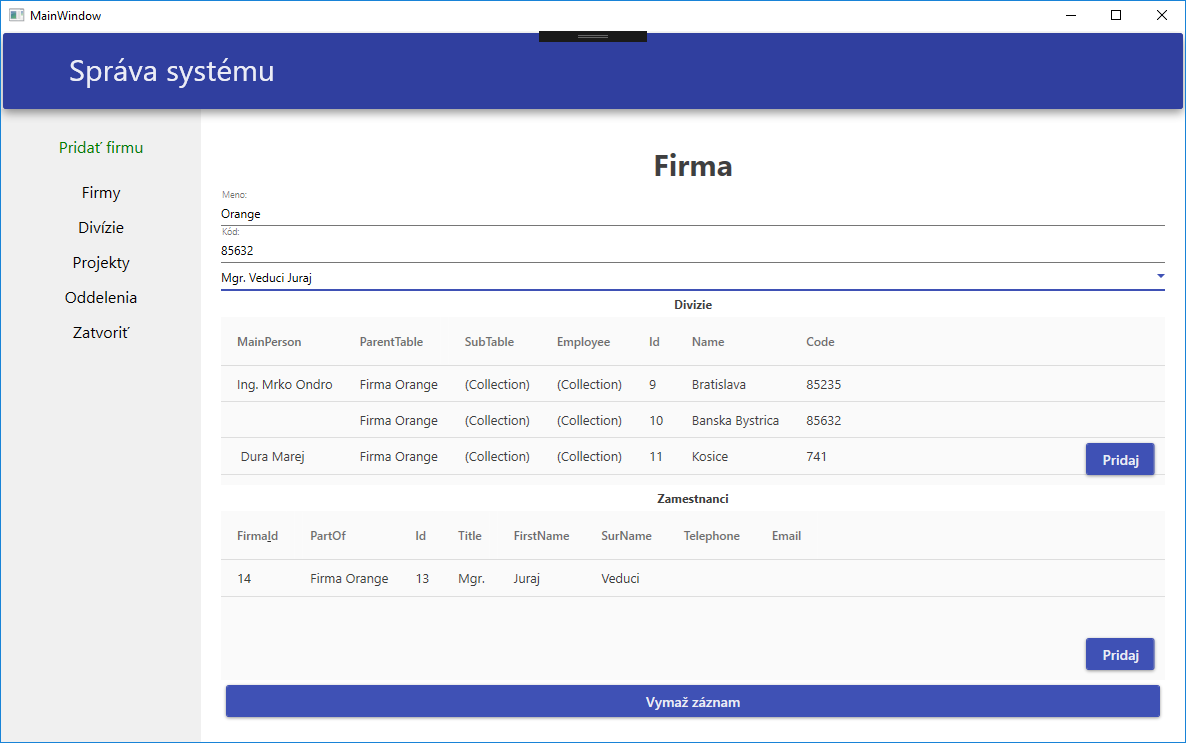 MainWindow
Správa systému
Pridať firmu
Firmy
Divízie
Projekty
Oddelenia
Zatvoriť
Firma
Meno:
Orange
Kód:
85632
Mgr. Veduci Juraj
Divizie
MainPerson ParentTable SubTable Employee Id Name Code
Ing. Mrko Ondro Firma Orange (Collection) (Collection) 9 Bratislava 85235
Firma Orange (Collection) (Collection) 10 Banska Bystrica 85632
Dura Marej Firma Orange (Collection) (Collection) 11 Kosice 741
Pridaj
Zamestnanci
FirmaId PartOf Id Title FirstName SurName Telephone Email
14 Firma Orange 13 Mgr. Juraj Veduci
Pridaj
Vymaž záznam